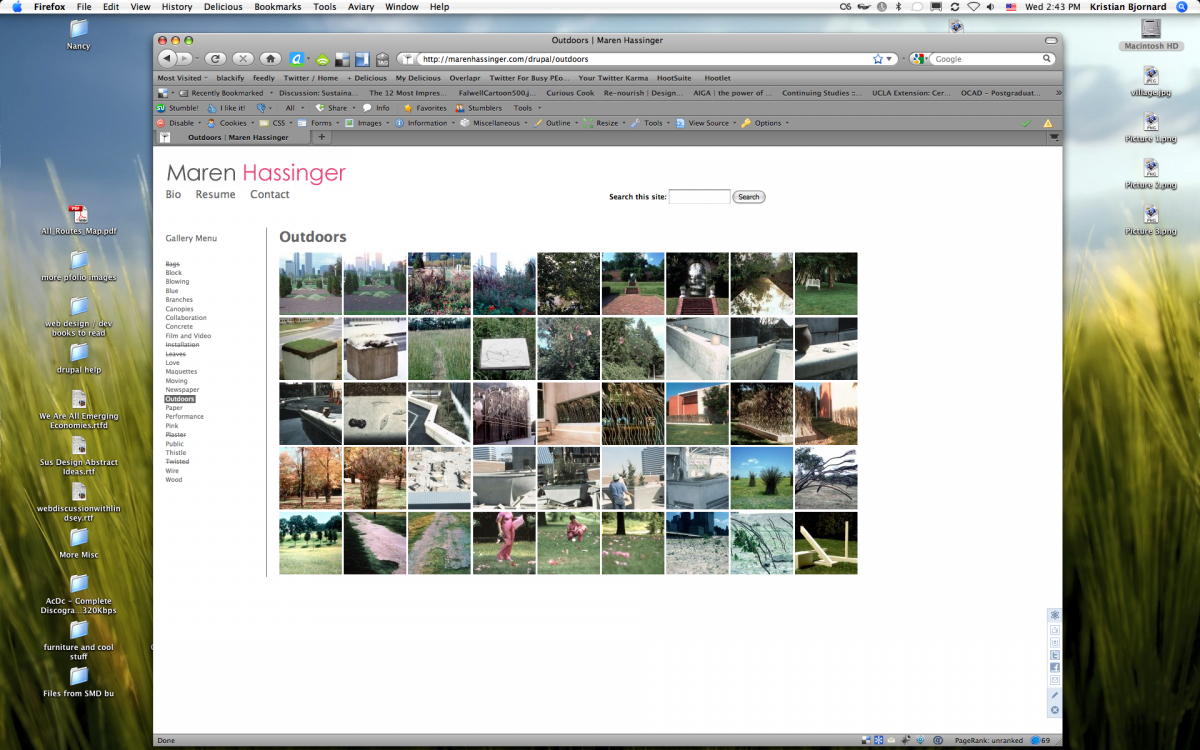 Firefox File Edit View History Delicious Bookmarks Tools Aviary Window Help Wed 2:43 PM Kristian Bjornard
Nancy
All_Routes_Map.pdf
more pfolio images
web design / dev
books to read
drupal help
We Are All Emerging
Economies.rtfd
Sus Design Abstract
Ideas.rtf
webdiscussionwithlin
dsey.rtf
More Misc
AcDc - Complete
Discogra...320Kbps
furniture and cool
stuff
Files from SMD bu
Outdoors | Maren Hassinger
http://marenhassinger.com/drupal/outdoors
Google
Most Visited blackify feedly Twitter / Home + Delicious My Delicious Overlapr Twitter For Busy PEo... Your Twitter Karma HootSuite Hootlet
Recently Bookmarked Discussion: Sustaina... The 12 Most Impres... FalwellCartoon500.j... Curious Cook Re-nourish | Design... AIGA | the power of ... Continuing Studies ::... UCLA Extension: Cer... OCAD - Postgraduat... »
Stumble! I like it! All Share Info Favorites Stumblers Tools
Disable Cookies CSS Forms Images Information Miscellaneous Outline Resize Tools View Source Options
Outdoors | Maren Hassinger +
Maren Hassinger
Bio Resume Contact
Search this site: Search
Gallery Menu
Bags
Block
Blowing
Blue
Branches
Canopies
Collaboration
Concrete
Film and Video
Installation
Leaves
Love
Maquettes
Moving
Newspaper
Outdoors
Paper
Performance
Pink
Plaster
Public
Thistle
Twisted
Wire
Wood
Outdoors
Done PageRank: unranked 69
Macintosh HD
village.jpg
Picture 1.png
Picture 2.png
Picture 3.png